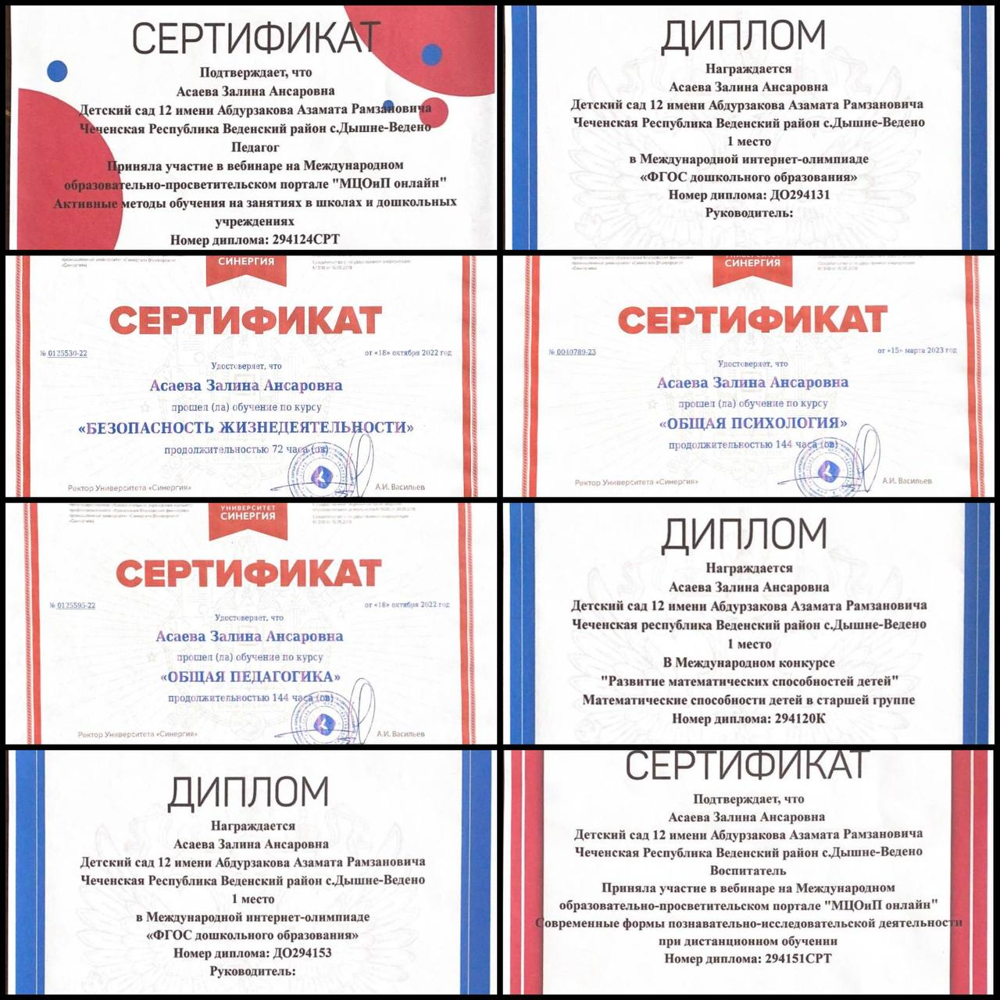 СЕРТИФИКАТ
Подтверждает, что
Асаева Залина Ансаровна
Детский сад 12 имени Абдурзакова Азамата Рамзановича
Чеченская Республика Веденский район с.Дышне-Ведено
Педагог
Приняла участие в вебинаре на Международном
образовательно-просветительском портале "МЦОиП онлайн"
Активные методы обучения на занятиях в школах и дошкольных
учреждениях
Номер диплома: 294124СРТ
ДИПЛОМ
Награждается
Асаева Залина Ансаровна
Детский сад 12 имени Абдурзакова Азамата Рамзановича
Чеченская Республика Веденский район с.Дышне-Ведено
1 место
в Международной интернет-олимпиаде
«ФГОС дошкольного образования»
Номер диплома: ДО294131
Руководитель:
СИНЕРГИЯ
СЕРТИФИКАТ
№ 0125530-22
от «18» октября 2022 год
Удостоверяет, что
Асаева Залина Ансаровна
прошел (ла) обучение по курсу
«БЕЗОПАСНОСТЬ ЖИЗНЕДЕЯТЕЛЬНОСТИ»
продолжительностью 72 часа (ов)
Ректор Университета «Синергия»
А.И. Васильев
СИНЕРГИЯ
СЕРТИФИКАТ
№ 0040789-23
от «15» марта 2023 год
Удостоверяет, что
Асаева Залина Ансаровна
прошел (ла) обучение по курсу
«ОБЩАЯ ПСИХОЛОГИЯ»
продолжительностью 144 часа (ов)
Ректор Университета «Синергия»
А.И. Васильев
УНИВЕРСИТЕТ
СИНЕРГИЯ
СЕРТИФИКАТ
№ 0125595-22
от «18» октября 2022 год
Удостоверяет, что
Асаева Залина Ансаровна
прошел (ла) обучение по курсу
«ОБЩАЯ ПЕДАГОГИКА»
продолжительностью 144 часа (ов)
Ректор Университета «Синергия»
А.И. Васильев
ДИПЛОМ
Награждается
Асаева Залина Ансаровна
Детский сад 12 имени Абдурзакова Азамата Рамзановича
Чеченская республика Веденский район с.Дышне-Ведено
1 место
В Международном конкурсе
"Развитие математических способностей детей"
Математические способности детей в старшей группе
Номер диплома: 294120К
ДИПЛОМ
Награждается
Асаева Залина Ансаровна
Детский сад 12 имени Абдурзакова Азамата Рамзановича
Чеченская Республика Веденский район с.Дышне-Ведено
1 место
в Международной интернет-олимпиаде
«ФГОС дошкольного образования»
Номер диплома: ДО294153
Руководитель:
СЕРТИФИКАТ
Подтверждает, что
Асаева Залина Ансаровна
Детский сад 12 имени Абдурзакова Азамата Рамзановича
Чеченская Республика Веденский район с.Дышне-Ведено
Воспитатель
Приняла участие в вебинаре на Международном
образовательно-просветительском портале "МЦОиП онлайн"
Современные формы познавательно-исследовательской деятельности
при дистанционном обучении
Номер диплома: 294151СРТ